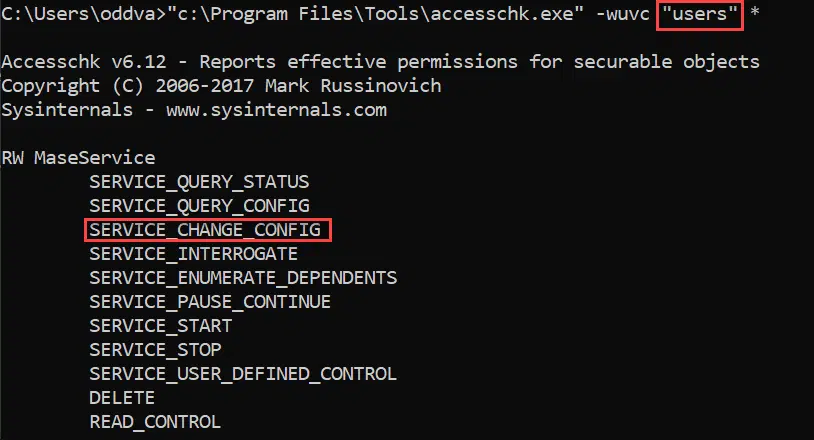 C:\Users\oddva>"c:\Program Files\Tools\accesschk.exe" -wuvc "users" *
Accesschk v6.12 - Reports effective permissions for securable objects
Copyright (C) 2006-2017 Mark Russinovich
Sysinternals - www.sysinternals.com
RW MaseService
SERVICE_QUERY_STATUS
SERVICE_QUERY_CONFIG
SERVICE_CHANGE_CONFIG
SERVICE_INTERROGATE
SERVICE_ENUMERATE_DEPENDENTS
SERVICE_PAUSE_CONTINUE
SERVICE_START
SERVICE_STOP
SERVICE_USER_DEFINED_CONTROL
DELETE
READ_CONTROL